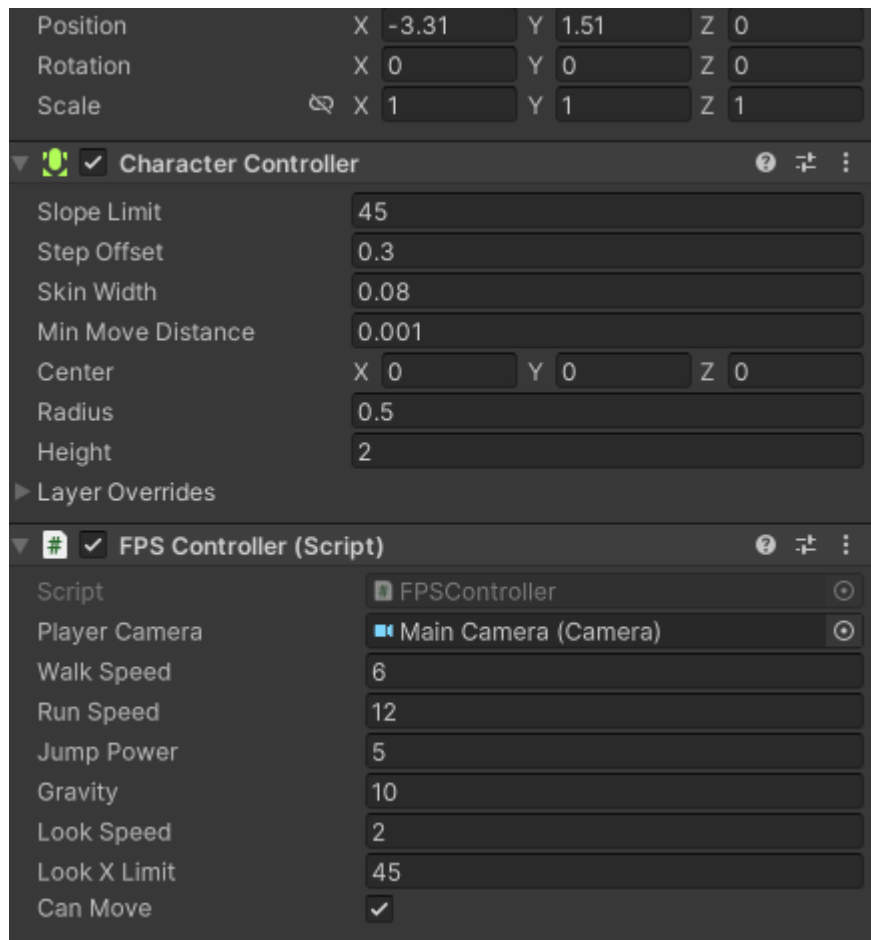 Position X -3.31 Y 1.51 Z 0
Rotation X 0 Y 0 Z 0
Scale X 1 Y 1 Z 1
Character Controller
Slope Limit 45
Step Offset 0.3
Skin Width 0.08
Min Move Distance 0.001
Center X 0 Y 0 Z 0
Radius 0.5
Height 2
Layer Overrides
# FPS Controller (Script)
Script FPSController
Player Camera Main Camera (Camera)
Walk Speed 6
Run Speed 12
Jump Power 5
Gravity 10
Look Speed 2
Look X Limit 45
Can Move